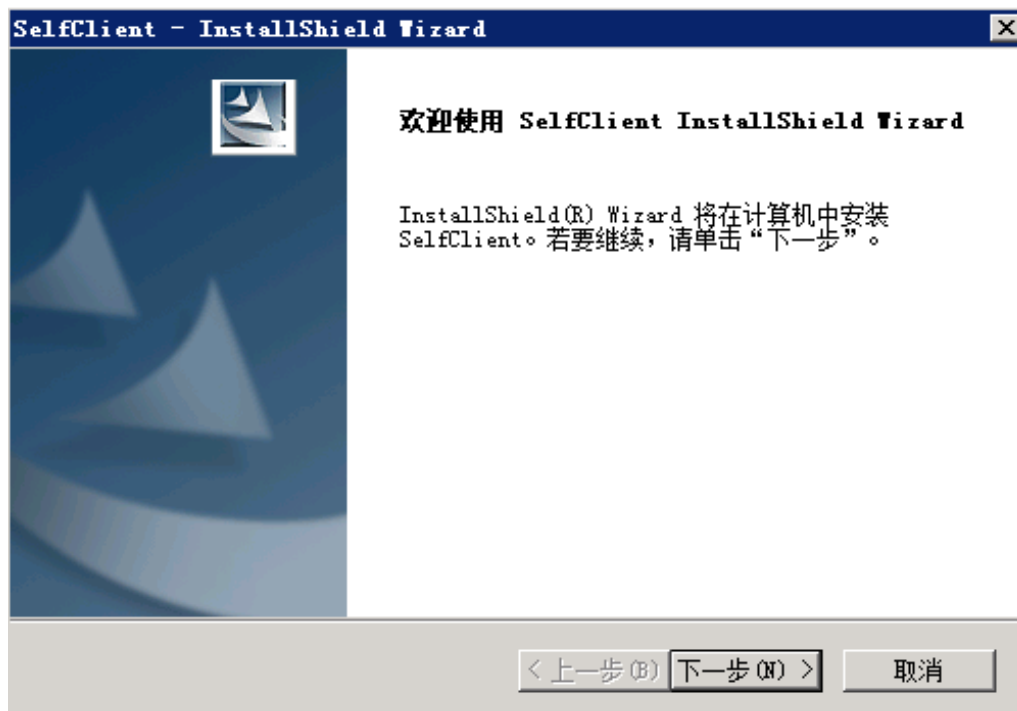 SelfClient - InstallShield Wizard
欢迎使用 SelfClient InstallShield Wizard
InstallShield(R) Wizard 将在计算机中安装
SelfClient。若要继续，请单击“下一步”。
< 上一步(B)
下一步(N) >
取消